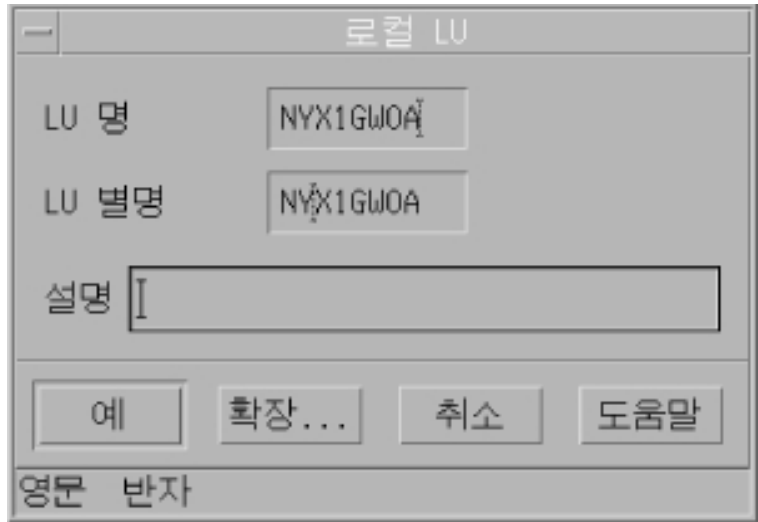 로컬 LU
LU 명 NYX1GWOA
LU 별명 NYX1GWOA
설명
예 확장... 취소 도움말
영문 반자